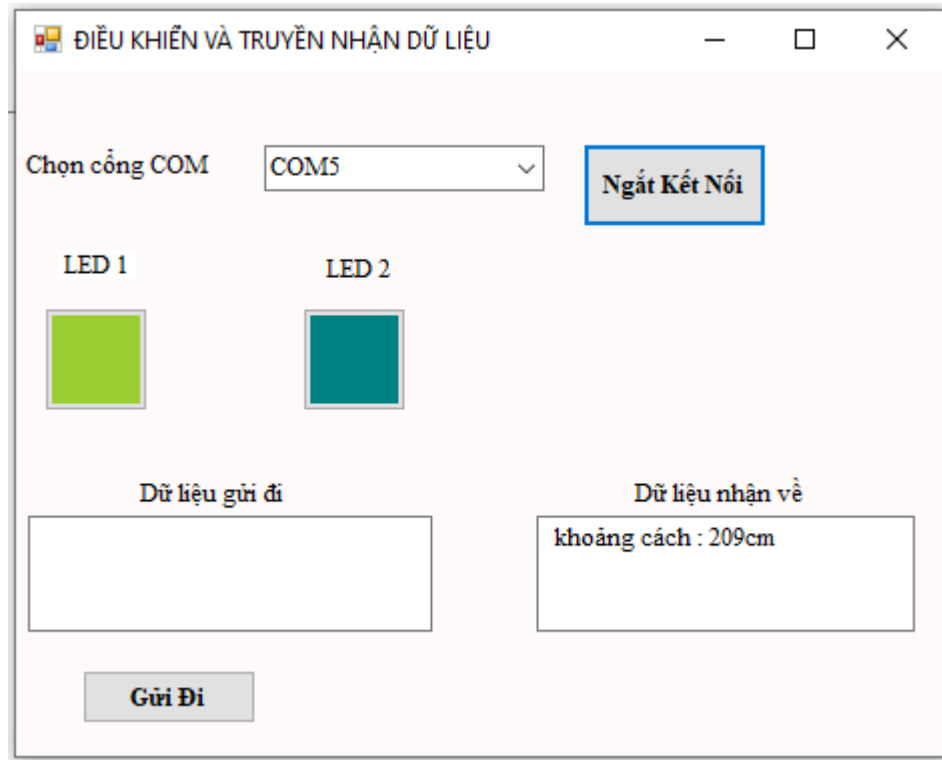 ĐIỀU KHIỂN VÀ TRUYỀN NHẬN DỮ LIỆU
Chọn cổng COM
COM5
Ngắt Kết Nối
LED 1
LED 2
Dữ liệu gửi đi
Dữ liệu nhận về
khoảng cách : 209cm
Gửi Đi